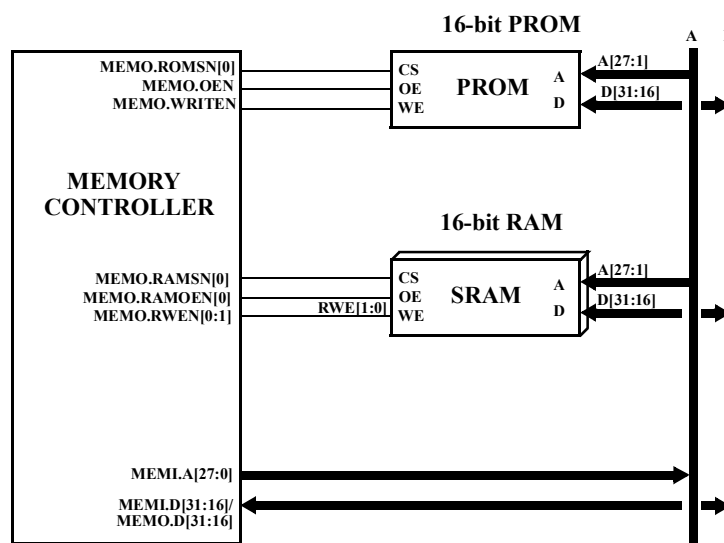 16-bit PROM
A
MEMO.ROMSN[0]
MEMO.OEN
MEMO.WRITEN
CS
OE
WE
PROM
A
D
A[27:1]
D[31:16]
MEMORY
CONTROLLER
16-bit RAM
MEMO.RAMSN[0]
MEMO.RAMOEN[0]
MEMO.RWEN[0:1]
RWE[1:0]
CS
OE
WE
SRAM
A
D
A[27:1]
D[31:16]
MEMI.A[27:0]
MEMI.D[31:16]/
MEMO.D[31:16]
A